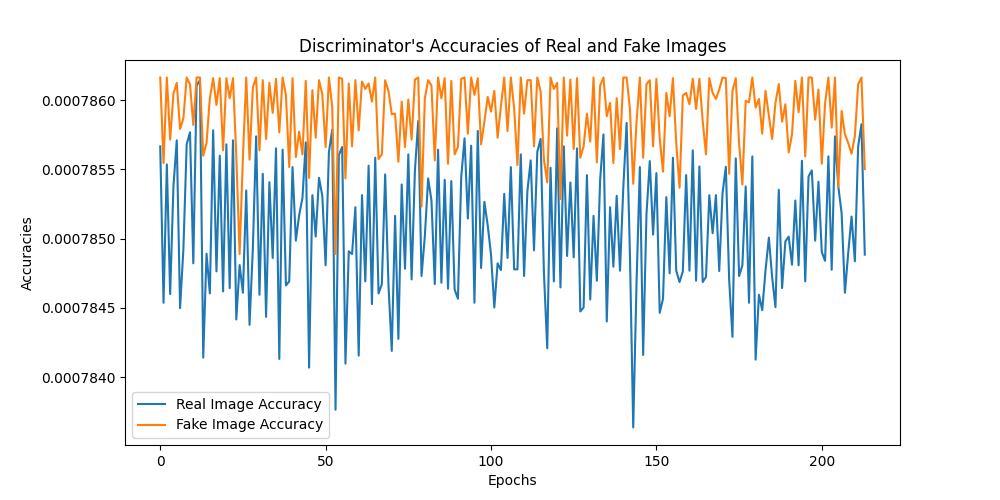 Discriminator's Accuracies of Real and Fake Images
Accuracies
0.0007860
0.0007855
0.0007850
0.0007845
0.0007840
Real Image Accuracy
Fake Image Accuracy
0 50 100 150 200
Epochs